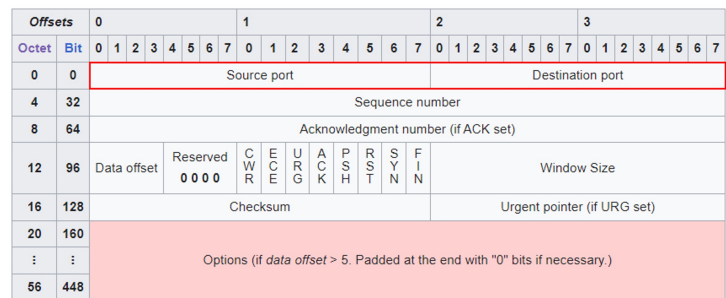 Offsets 0 1 2 3
Octet Bit 0 1 2 3 4 5 6 7 0 1 2 3 4 5 6 7 0 1 2 3 4 5 6 7 0 1 2 3 4 5 6 7
0 0 Source port Destination port
4 32 Sequence number
8 64 Acknowledgment number (if ACK set)
12 96 Data offset Reserved 0 0 0 0 CWR ECE URG ACK PSH RST SYN FIN Window Size
16 128 Checksum Urgent pointer (if URG set)
20 160
⋮ ⋮ Options (if data offset > 5. Padded at the end with "0" bits if necessary.)
56 448